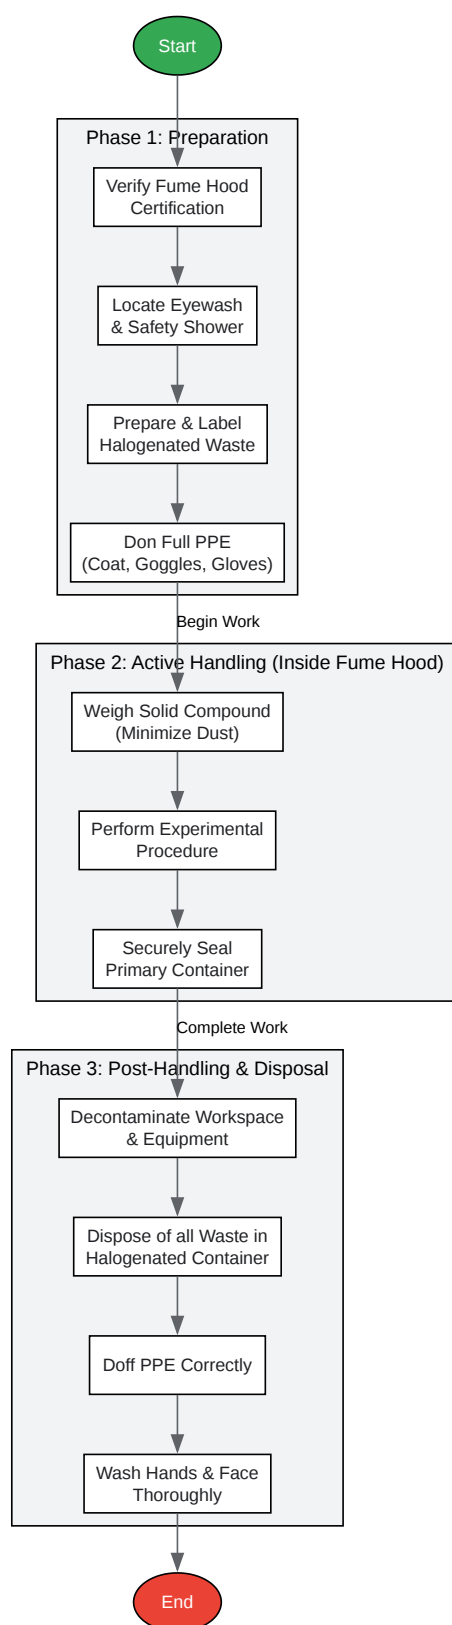 Start
Phase 1: Preparation
Verify Fume Hood
Certification
Locate Eyewash
& Safety Shower
Prepare & Label
Halogenated Waste
Don Full PPE
(Coat, Goggles, Gloves)
Begin Work
Phase 2: Active Handling (Inside Fume Hood)
Weigh Solid Compound
(Minimize Dust)
Perform Experimental
Procedure
Securely Seal
Primary Container
Complete Work
Phase 3: Post-Handling & Disposal
Decontaminate Workspace
& Equipment
Dispose of all Waste in
Halogenated Container
Doff PPE Correctly
Wash Hands & Face
Thoroughly
End